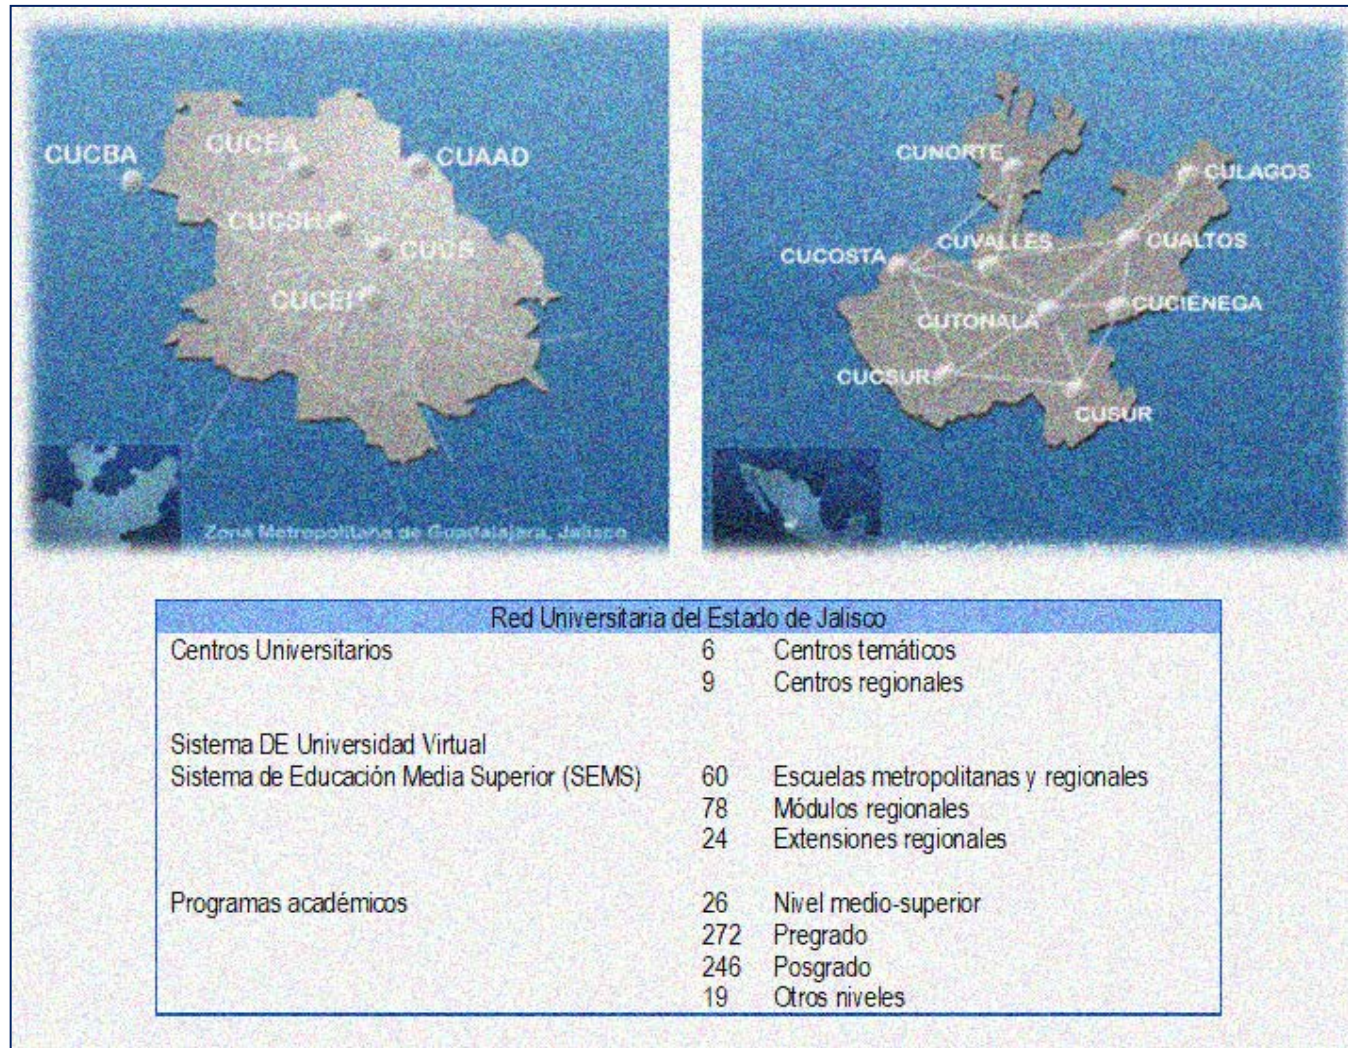 CUCBA
CUCEA
CUAAD
CUCSH
CUCS
CUCEI
Zona Metropolitana de Guadalajara, Jalisco
CUNORTE
CULAGOS
CUVALLES
CUALTOS
CUCOSTA
CUCIENEGA
CUTONALA
CUCSUR
CUSUR
Red Universitaria del Estado de Jalisco
Centros Universitarios 6 Centros temáticos
9 Centros regionales
Sistema DE Universidad Virtual
Sistema de Educación Media Superior (SEMS) 60 Escuelas metropolitanas y regionales
78 Módulos regionales
24 Extensiones regionales
Programas académicos 26 Nivel medio-superior
272 Pregrado
246 Posgrado
19 Otros niveles